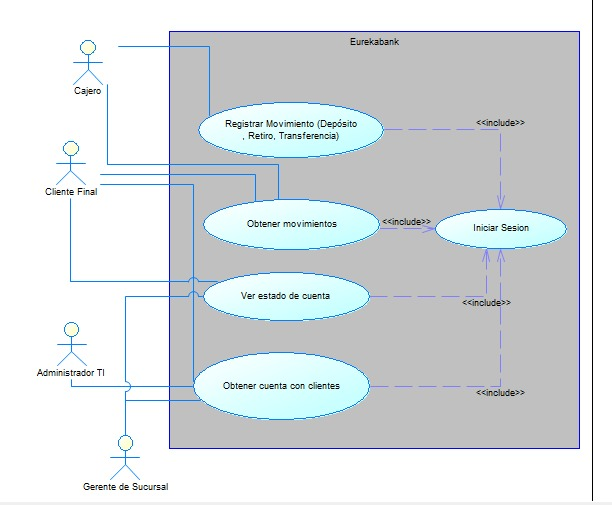 Eurekabank
Cajero
Registrar Movimiento (Depósito
, Retiro, Transferencia)
<<include>>
Cliente Final
Obtener movimientos
<<include>>
Iniciar Sesion
Ver estado de cuenta
<<include>>
Administrador TI
Obtener cuenta con clientes
<<include>>
Gerente de Sucursal